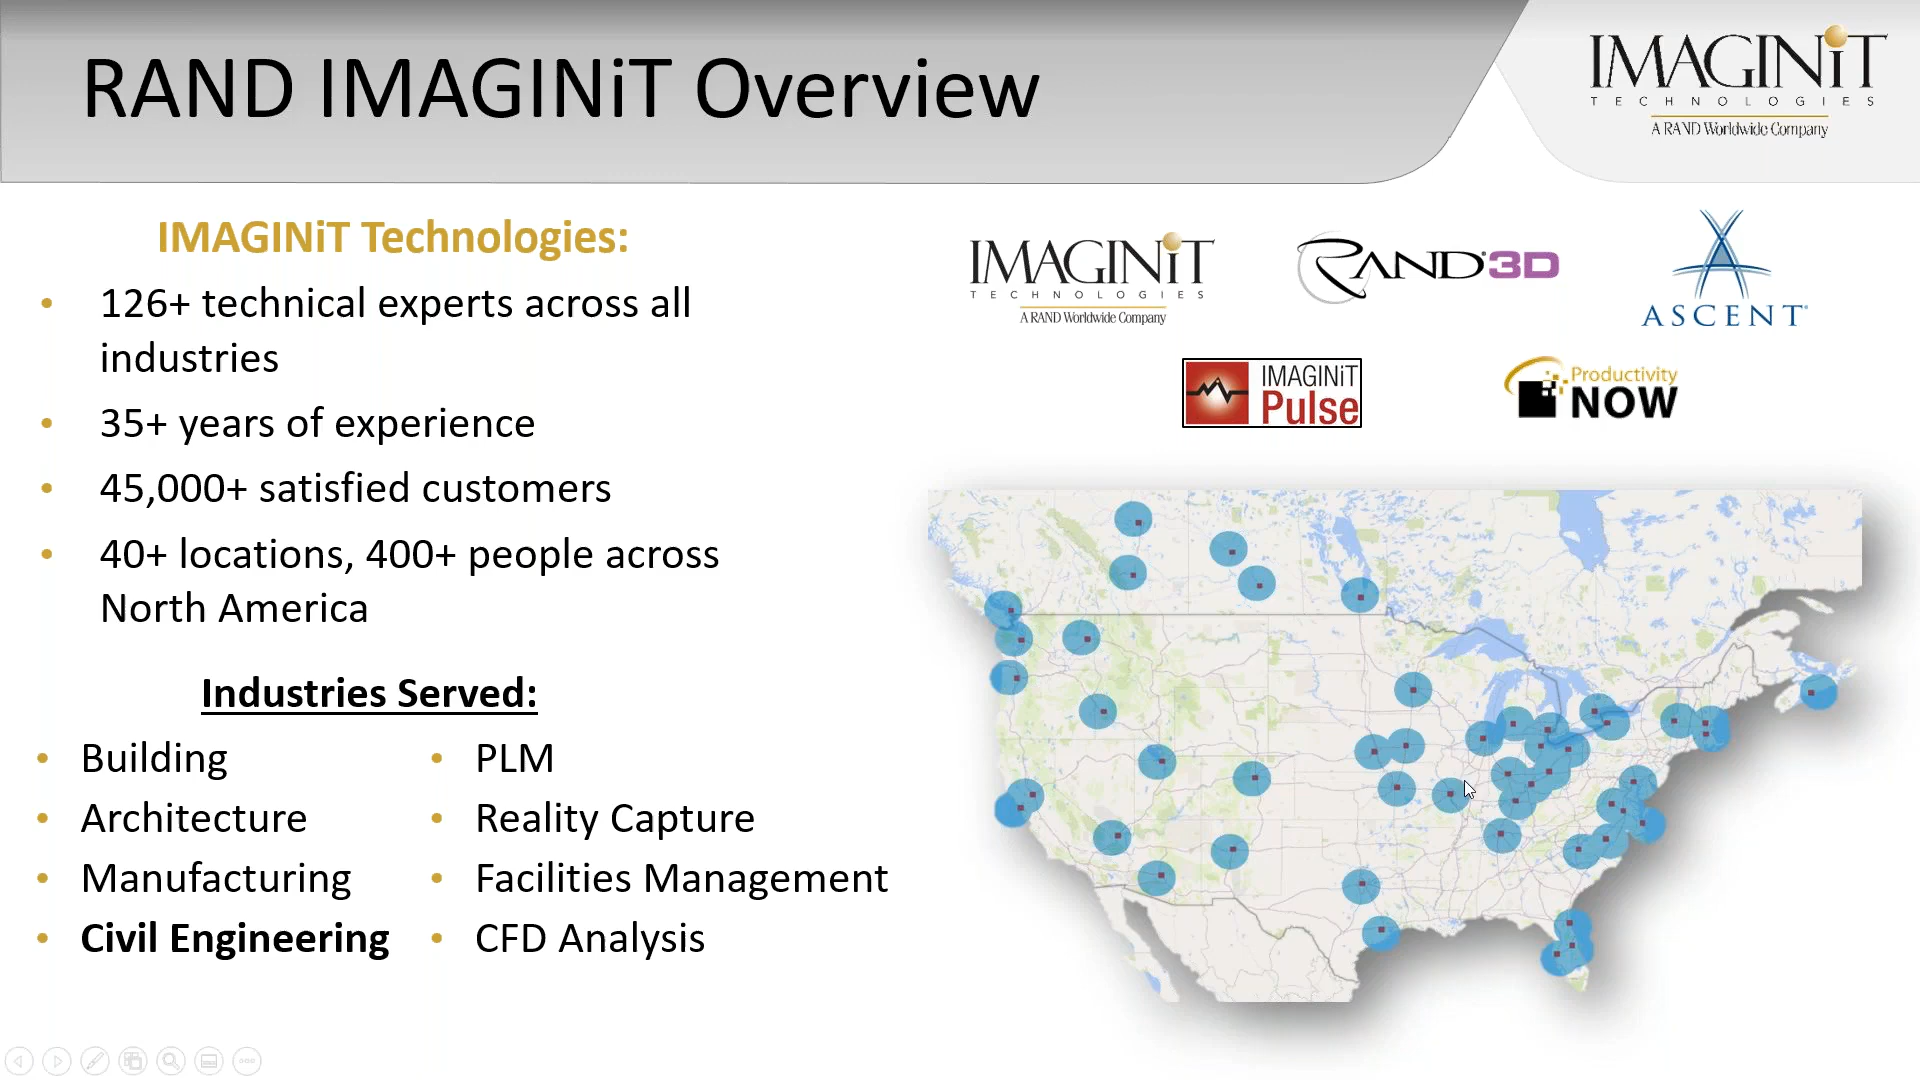 RAND IMAGINiT Overview
IMAGINiT
TECHNOLOGIES
A RAND Worldwide Company
IMAGINiT Technologies:
• 126+ technical experts across all
industries
• 35+ years of experience
• 45,000+ satisfied customers
• 40+ locations, 400+ people across
North America
Industries Served:
• Building
• Architecture
• Manufacturing
• Civil Engineering
• PLM
• Reality Capture
• Facilities Management
• CFD Analysis
IMAGINiT
TECHNOLOGIES
A RAND Worldwide Company
RAND 3D
ASCENT
IMAGINiT
Pulse
Productivity
NOW